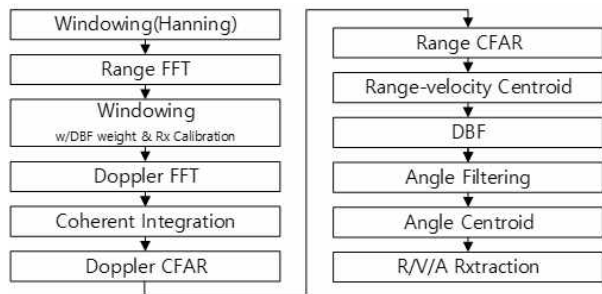 Windowing(Hanning)
Range FFT
Windowing
w/DBF weight & Rx Calibration
Doppler FFT
Coherent Integration
Doppler CFAR
Range CFAR
Range-velocity Centroid
DBF
Angle Filtering
Angle Centroid
R/V/A Rxtraction